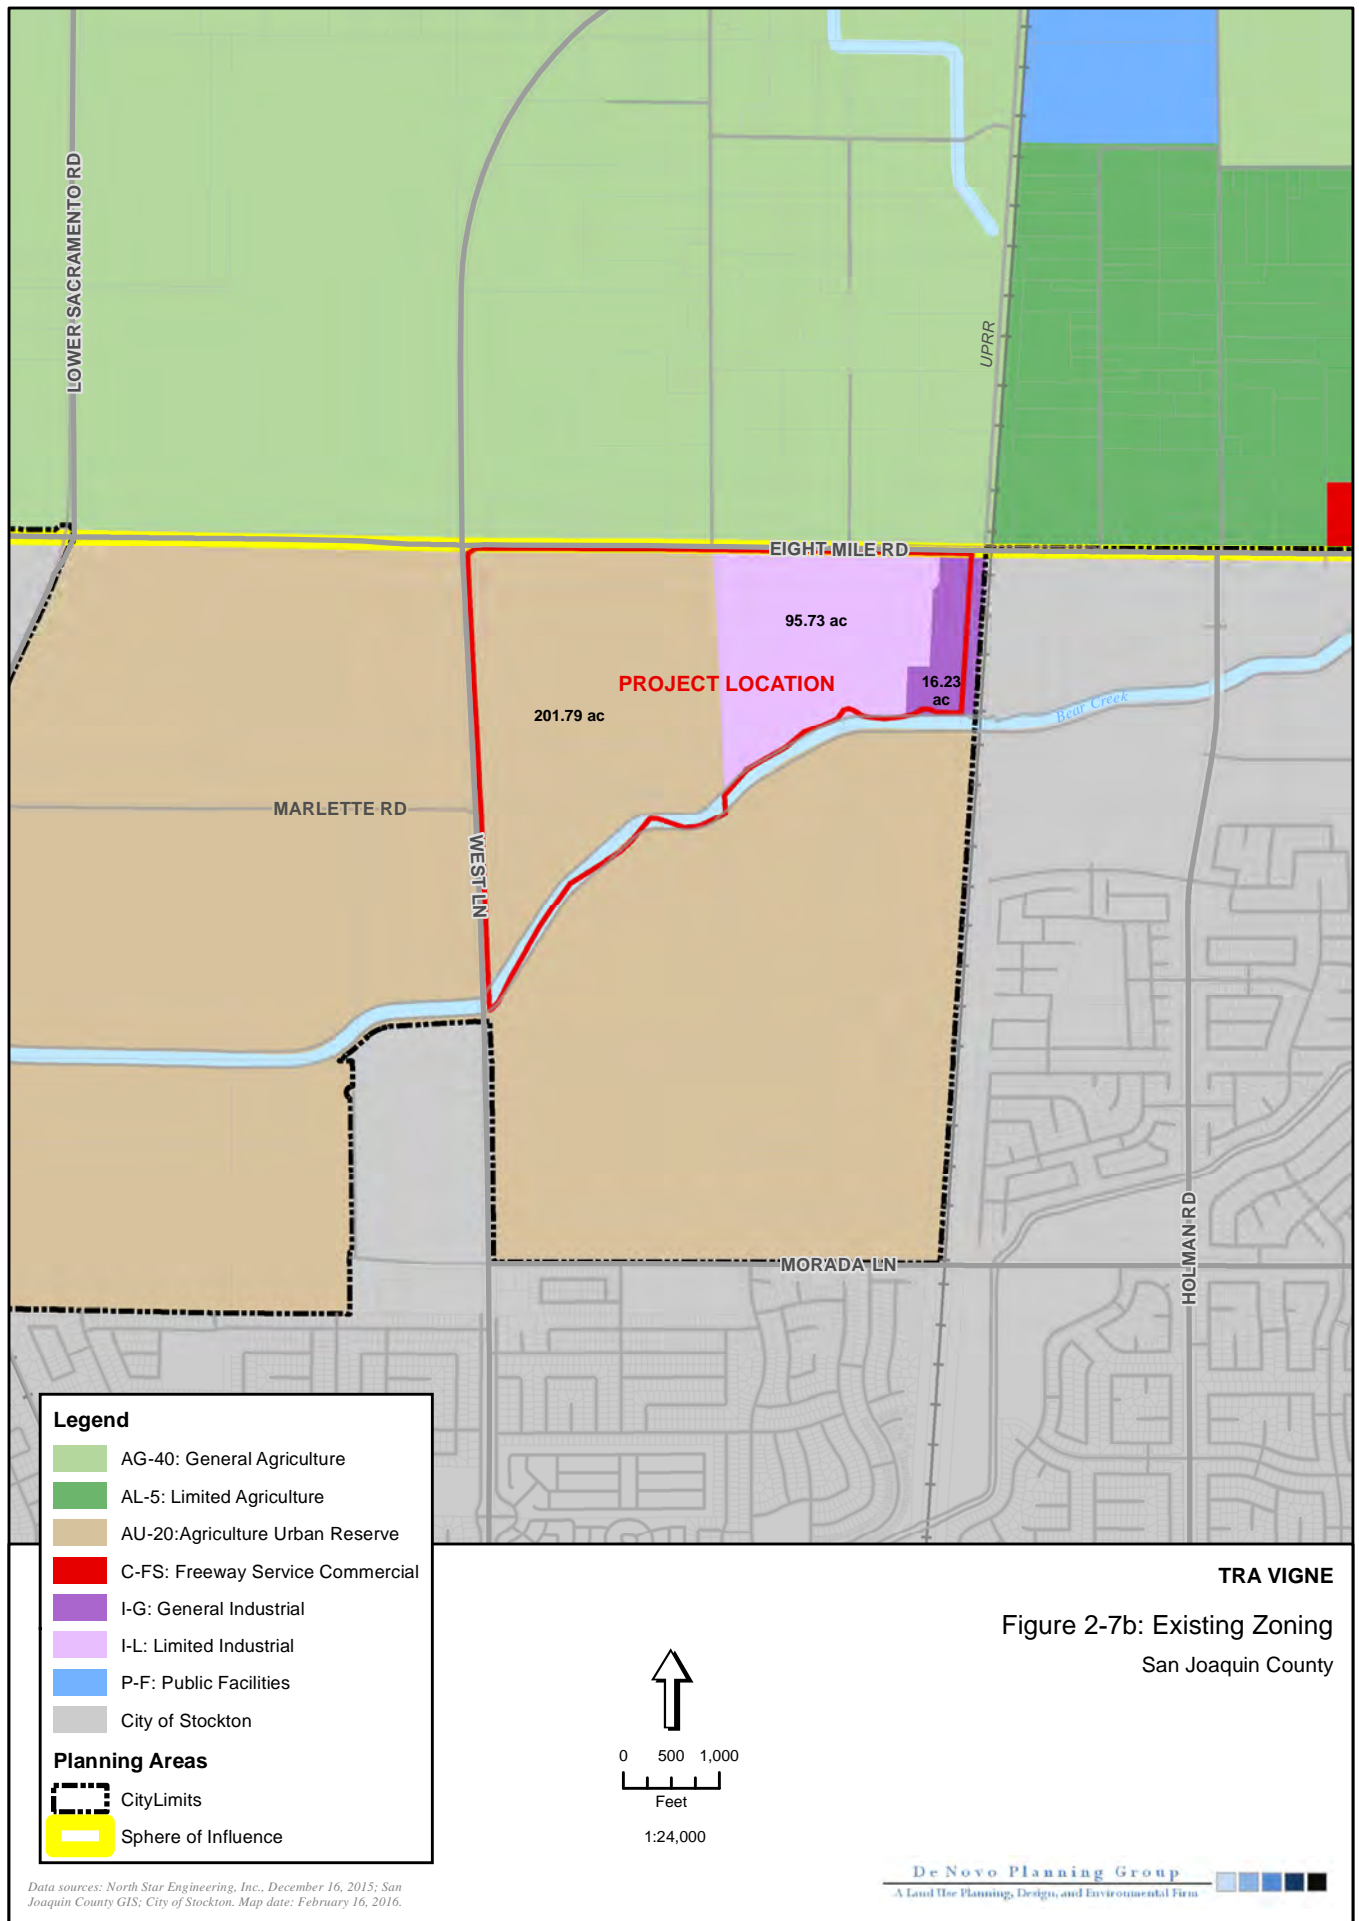 LOWER SACRAMENTO RD
UPRR
EIGHT MILE RD
95.73 ac
PROJECT LOCATION
16.23
ac
201.79 ac
Bear Creek
MARLETTE RD
WEST LN
HOLMAN RD
MORADA LN
Legend
AG-40: General Agriculture
AL-5: Limited Agriculture
AU-20:Agriculture Urban Reserve
C-FS: Freeway Service Commercial
I-G: General Industrial
I-L: Limited Industrial
P-F: Public Facilities
City of Stockton
Planning Areas
CityLimits
Sphere of Influence
TRA VIGNE
Figure 2-7b: Existing Zoning
San Joaquin County
0 500 1,000
Feet
1:24,000
Data sources: North Star Engineering, Inc., December 16, 2015; San
Joaquin County GIS; City of Stockton. Map date: February 16, 2016.
De Novo Planning Group
A Land Use Planning, Design, and Environmental Firm